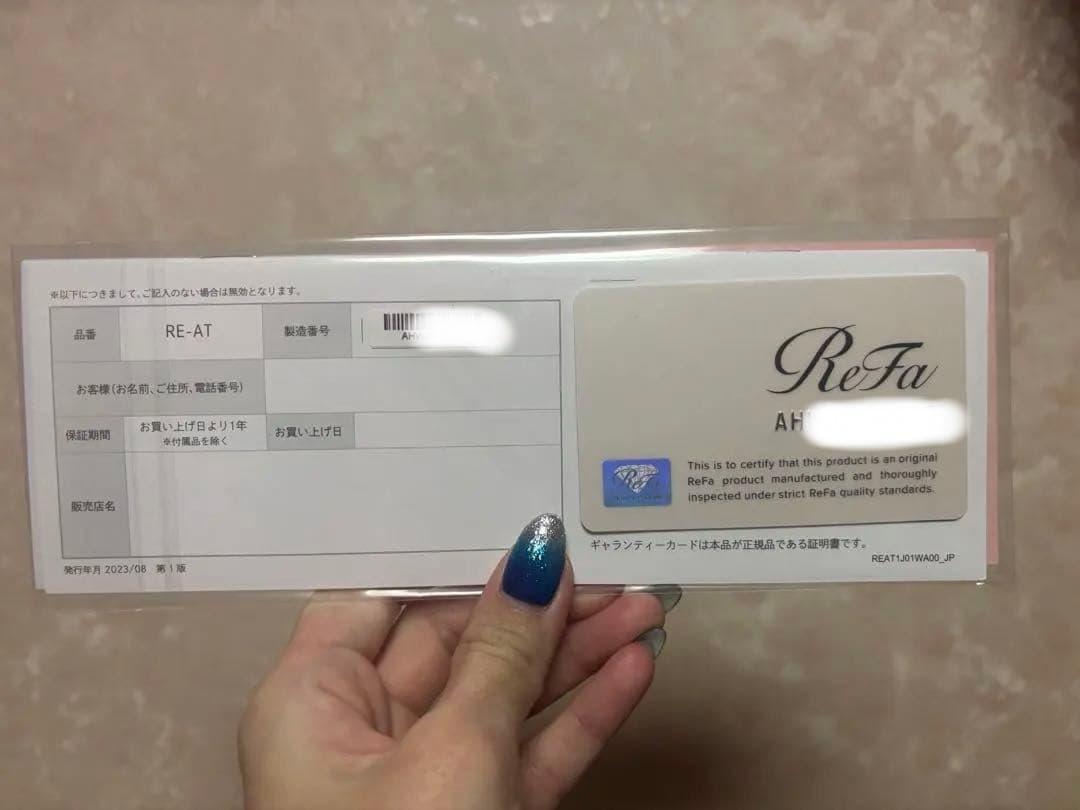 ※以下につきまして、ご記入のない場合は無効となります。
品番 RE-AT 製造番号
お客様(お名前、ご住所、電話番号)
保証期間 お買い上げ日より1年 お買い上げ日
※付属品を除く
販売店名
発行年月 2023/08 第1版
ReFa
AH
ReFa
This is to certify that this product is an original
ReFa product manufactured and thoroughly
inspected under strict ReFa quality standards.
ギャランティーカードは本品が正規品である証明書です。
REAT1J01WA00_JP